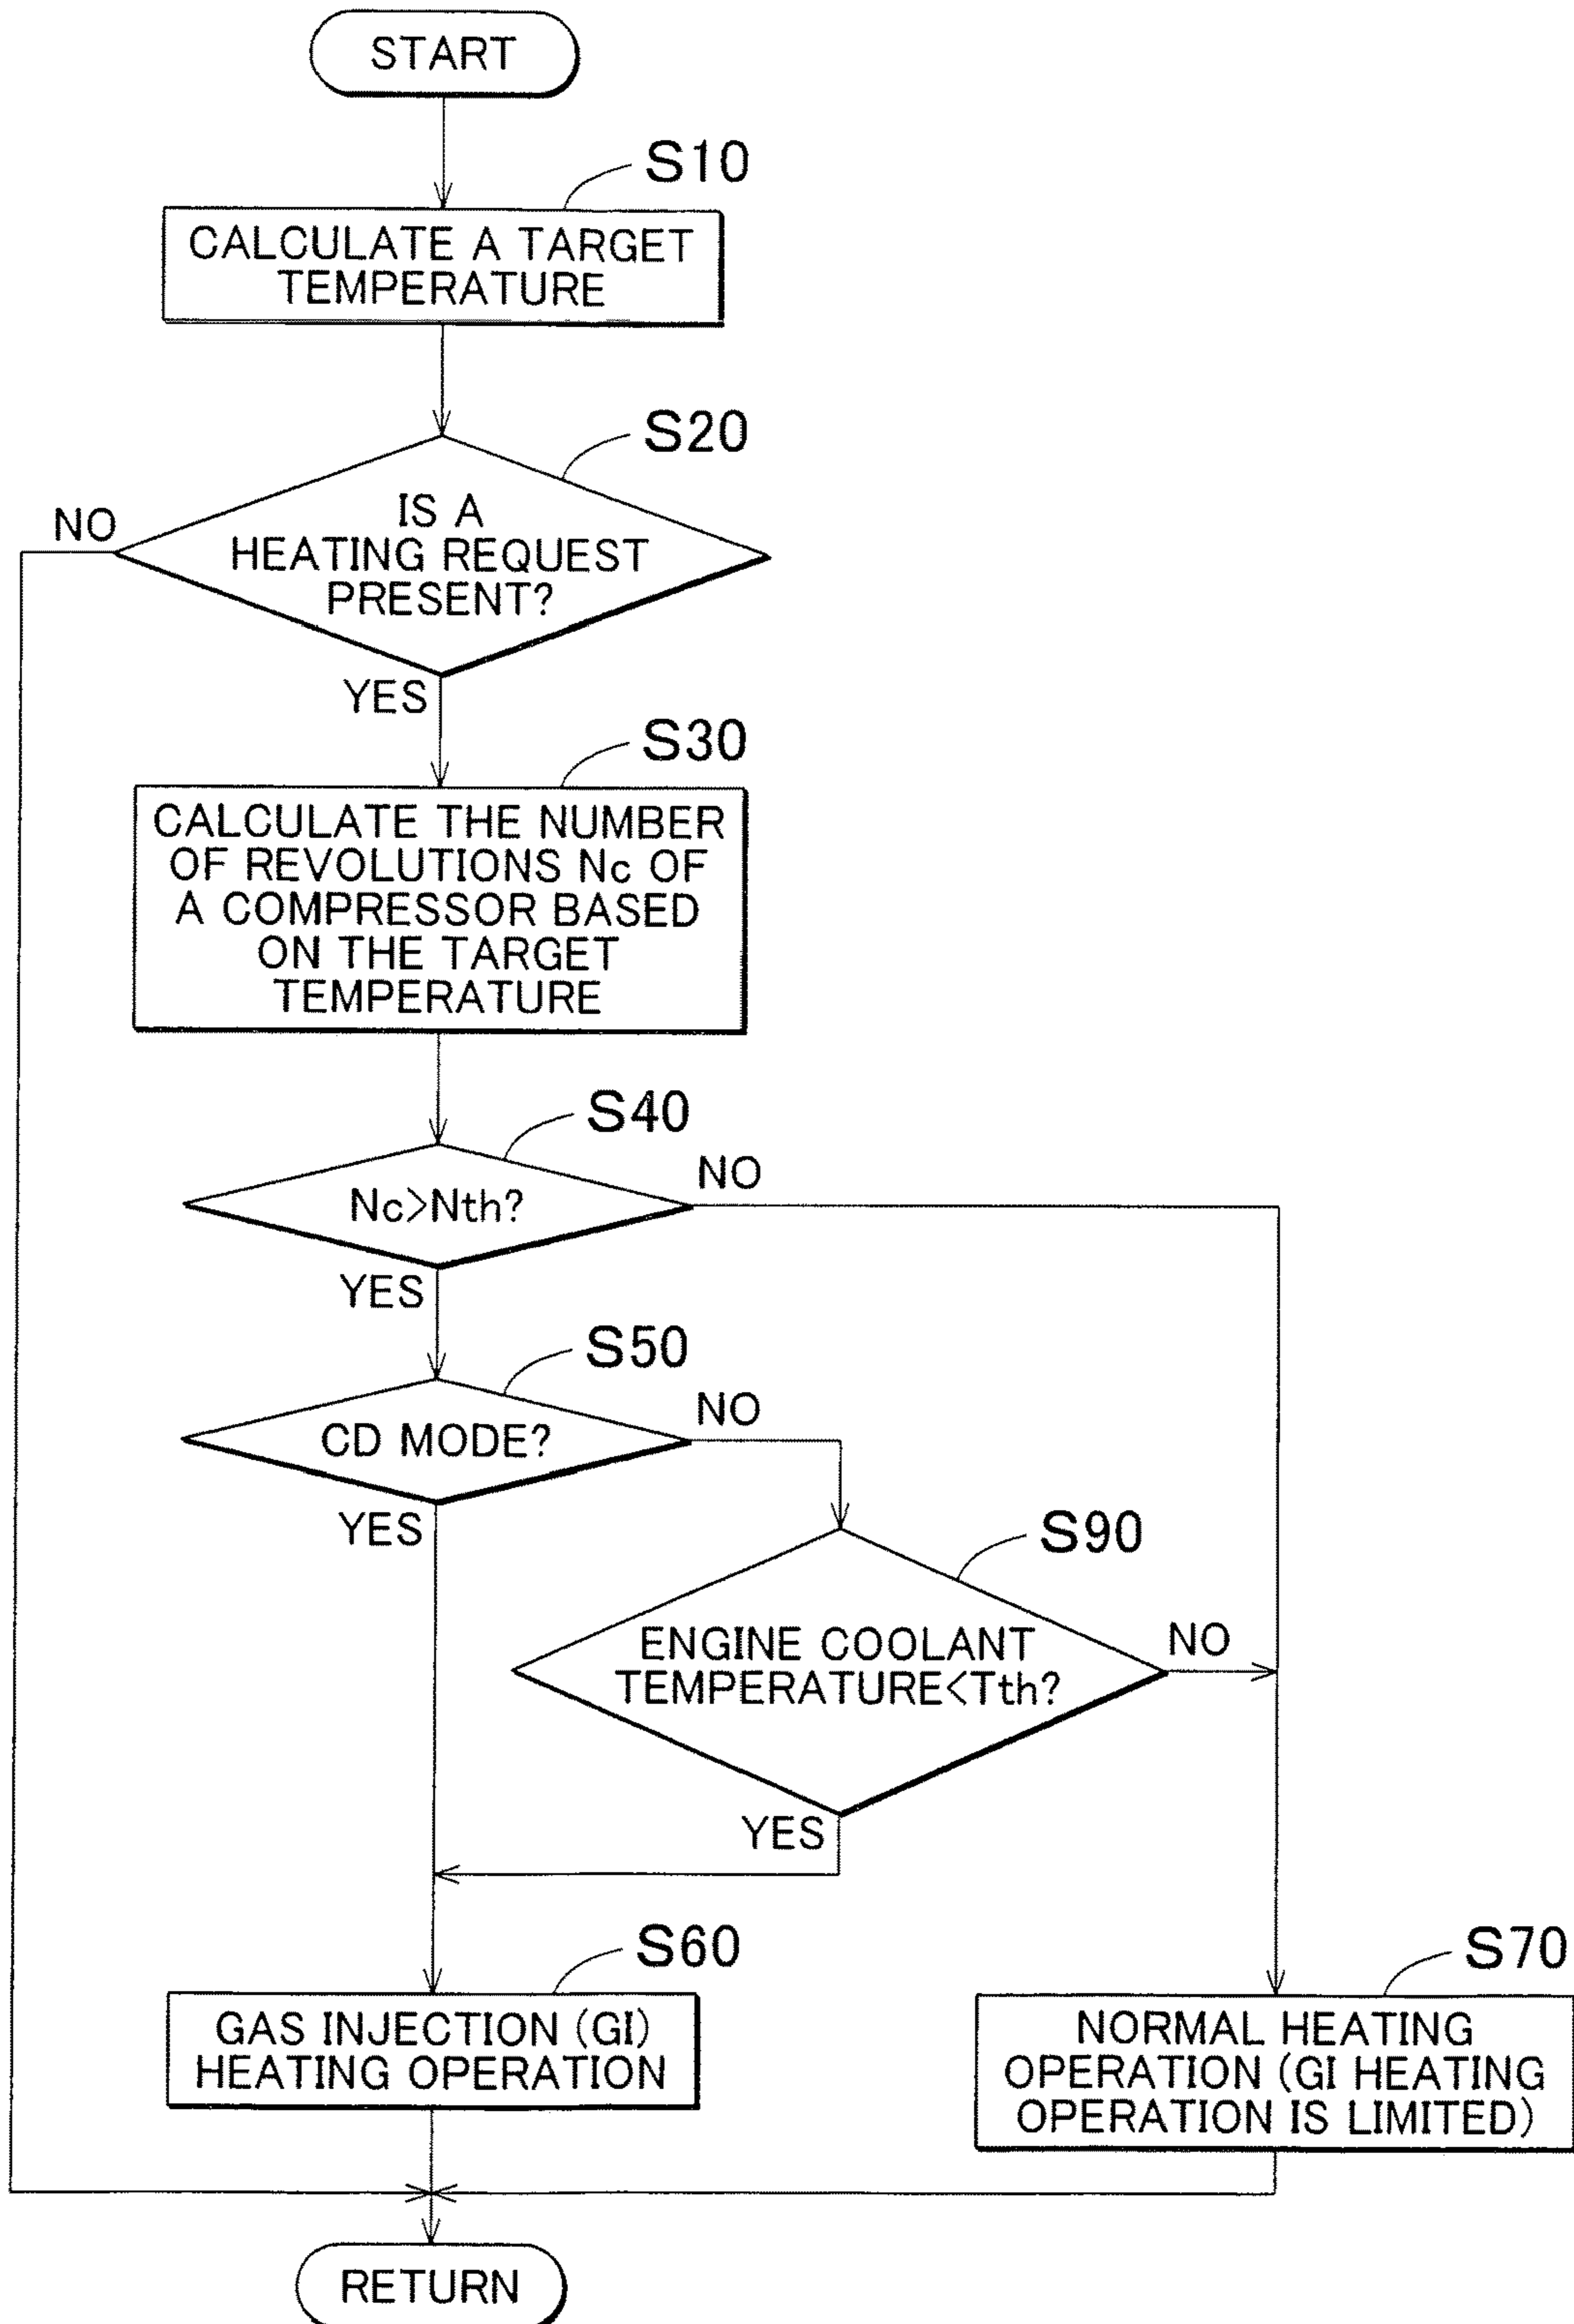 START
S10
CALCULATE A TARGET
TEMPERATURE
S20
NO
IS A
HEATING REQUEST
PRESENT?
YES
S30
CALCULATE THE NUMBER
OF REVOLUTIONS Nc OF
A COMPRESSOR BASED
ON THE TARGET
TEMPERATURE
S40
Nc>Nth?
NO
YES
S50
CD MODE?
NO
YES
S90
ENGINE COOLANT
TEMPERATURE<Tth?
NO
YES
S60
GAS INJECTION (GI)
HEATING OPERATION
S70
NORMAL HEATING
OPERATION (GI HEATING
OPERATION IS LIMITED)
RETURN